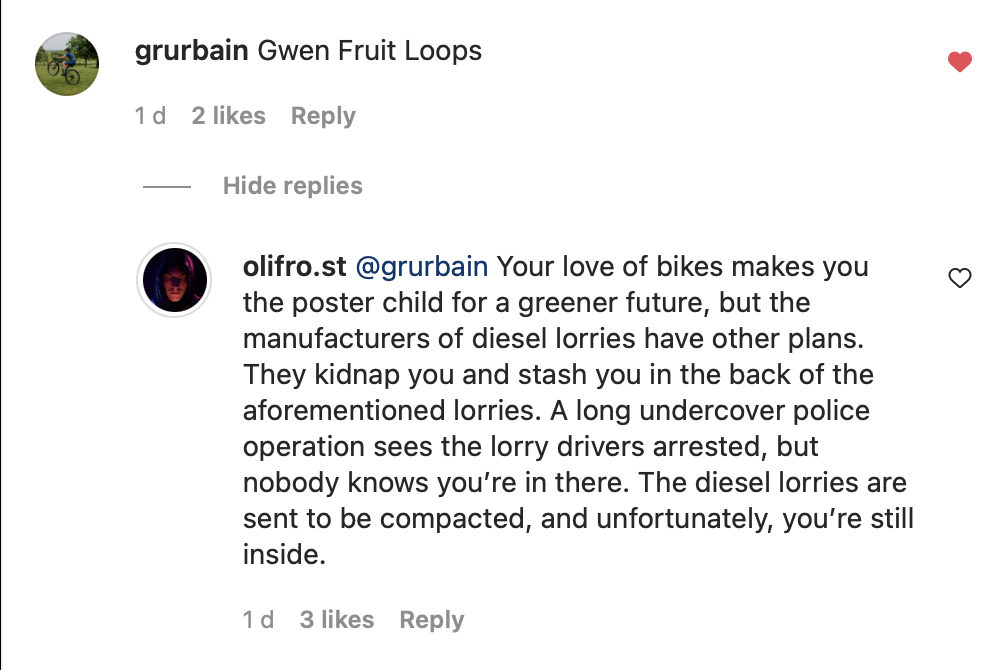 grurbain Gwen Fruit Loops
1 d 2 likes Reply
Hide replies
olifro.st @grurbain Your love of bikes makes you
the poster child for a greener future, but the
manufacturers of diesel lorries have other plans.
They kidnap you and stash you in the back of the
aforementioned lorries. A long undercover police
operation sees the lorry drivers arrested, but
nobody knows you’re in there. The diesel lorries are
sent to be compacted, and unfortunately, you’re still
inside.
1 d 3 likes Reply